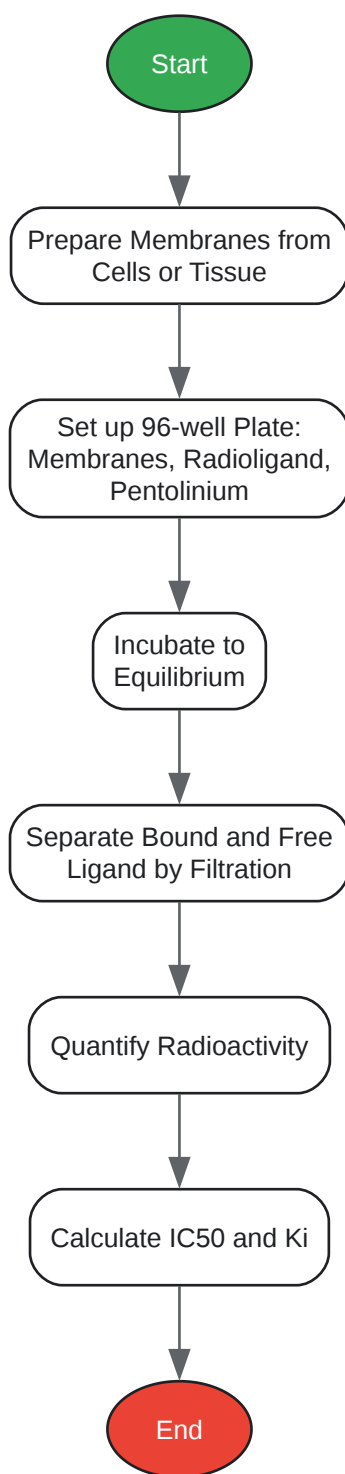 Start
Prepare Membranes from
Cells or Tissue
Set up 96-well Plate:
Membranes, Radioligand,
Pentolinium
Incubate to
Equilibrium
Separate Bound and Free
Ligand by Filtration
Quantify Radioactivity
Calculate IC50 and Ki
End